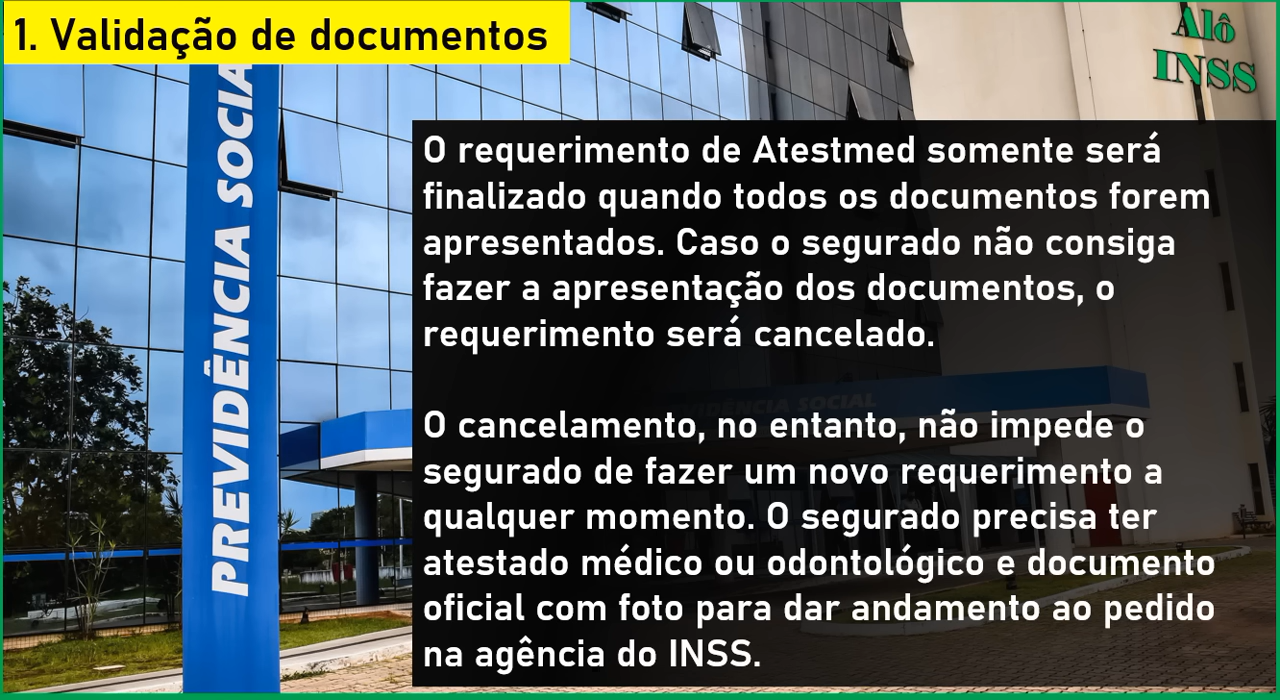 1. Validação de documentos
Alô
INSS
PREVIDÊNCIA SOCIA
O requerimento de Atestmed somente será
finalizado quando todos os documentos forem
apresentados. Caso o segurado não consiga
fazer a apresentação dos documentos, o
requerimento será cancelado.
PREVIDÊNCIA SOCIAL
O cancelamento, no entanto, não impede o
segurado de fazer um novo requerimento a
qualquer momento. O segurado precisa ter
atestado médico ou odontológico e documento
oficial com foto para dar andamento ao pedido
na agência do INSS.